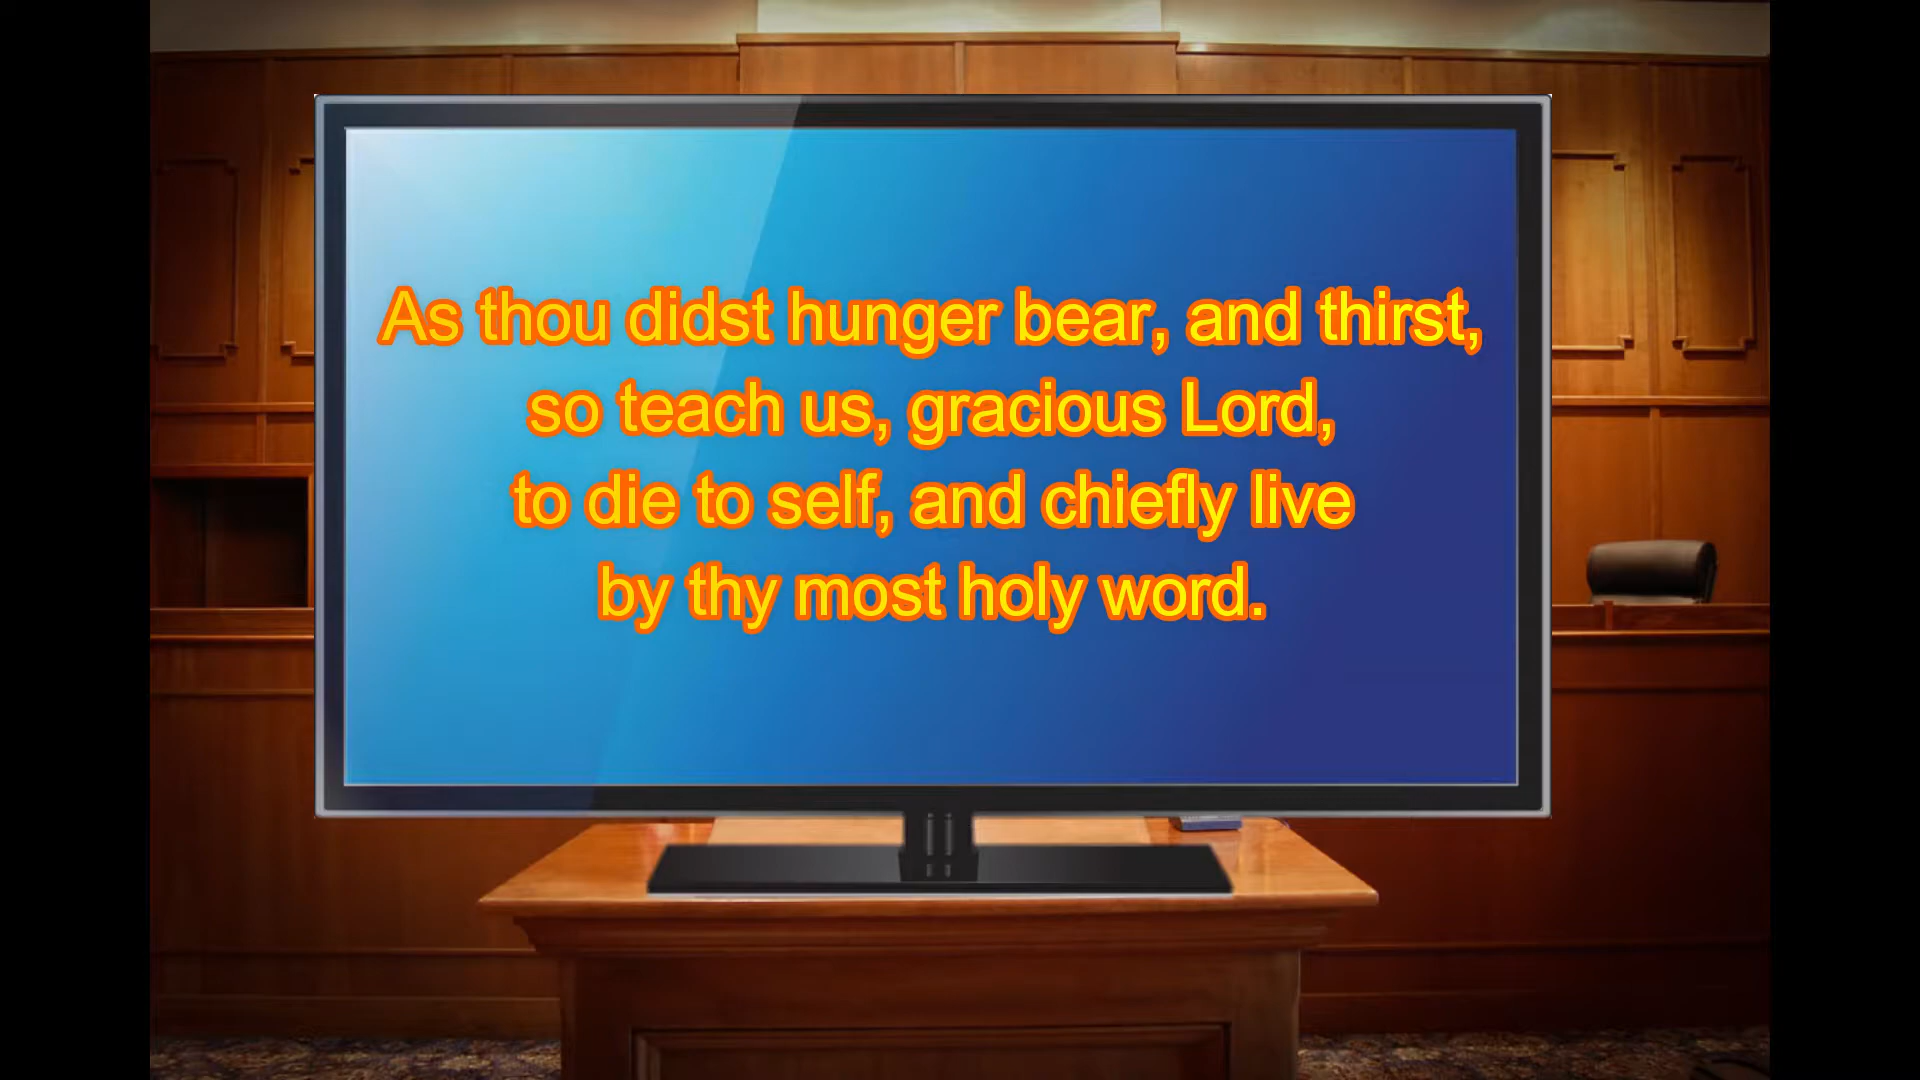 As thou didst hunger bear, and thirst,
so teach us, gracious Lord,
to die to self, and chiefly live
by thy most holy word.